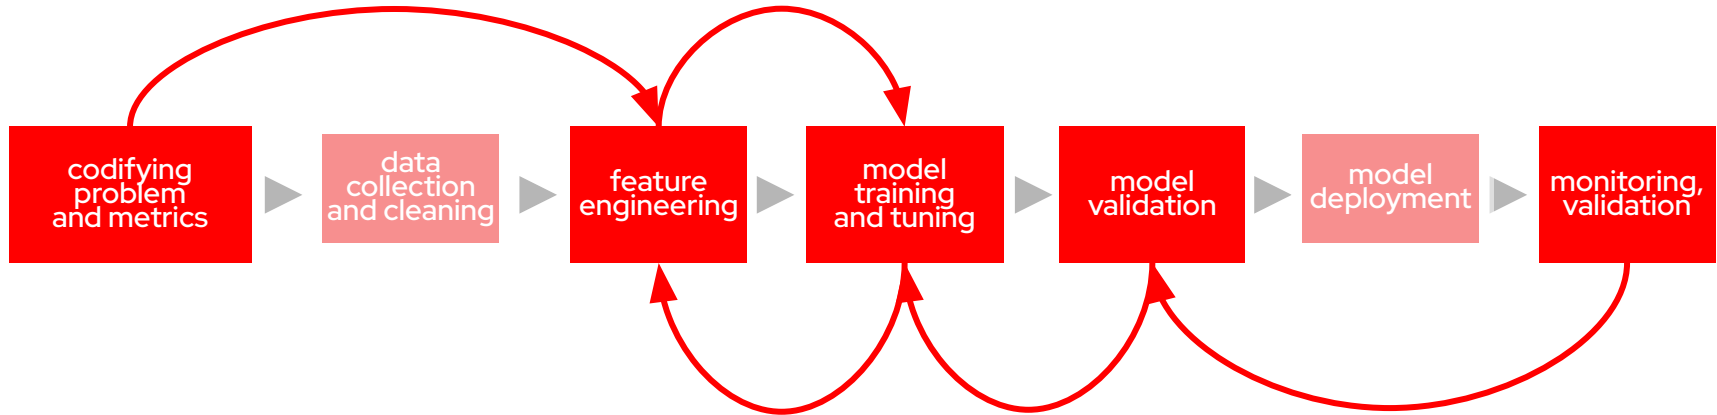 codifying
problem
and metrics
data
collection
and cleaning
feature
engineering
model
training
and tuning
model
validation
model
deployment
monitoring,
validation